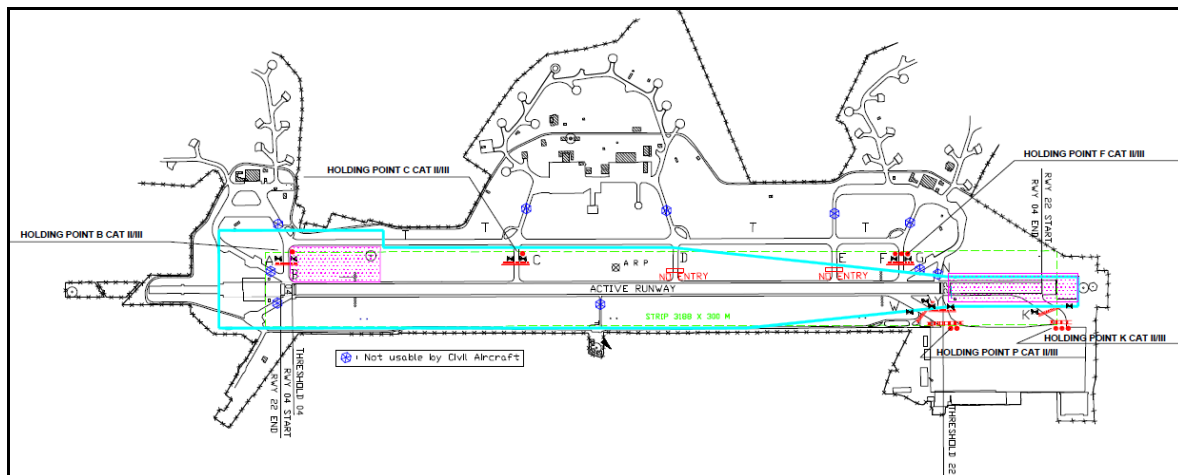 HOLDING POINT C CAT II/III
HOLDING POINT F CAT II/III
RWY 22 START
RWY 04 END
HOLDING POINT B CAT II/III
T
T
T
T
A
B
C
A R P
D
E
F
G
NO ENTRY
NO ENTRY
ACTIVE RUNWAY
STRIP 3188 X 300 M
W
K
: Not usable by Civil Aircraft
HOLDING POINT P CAT II/III
HOLDING POINT K CAT II/III
THRESHOLD 04
RWY 04 START
RWY 22 END
THRESHOLD 22